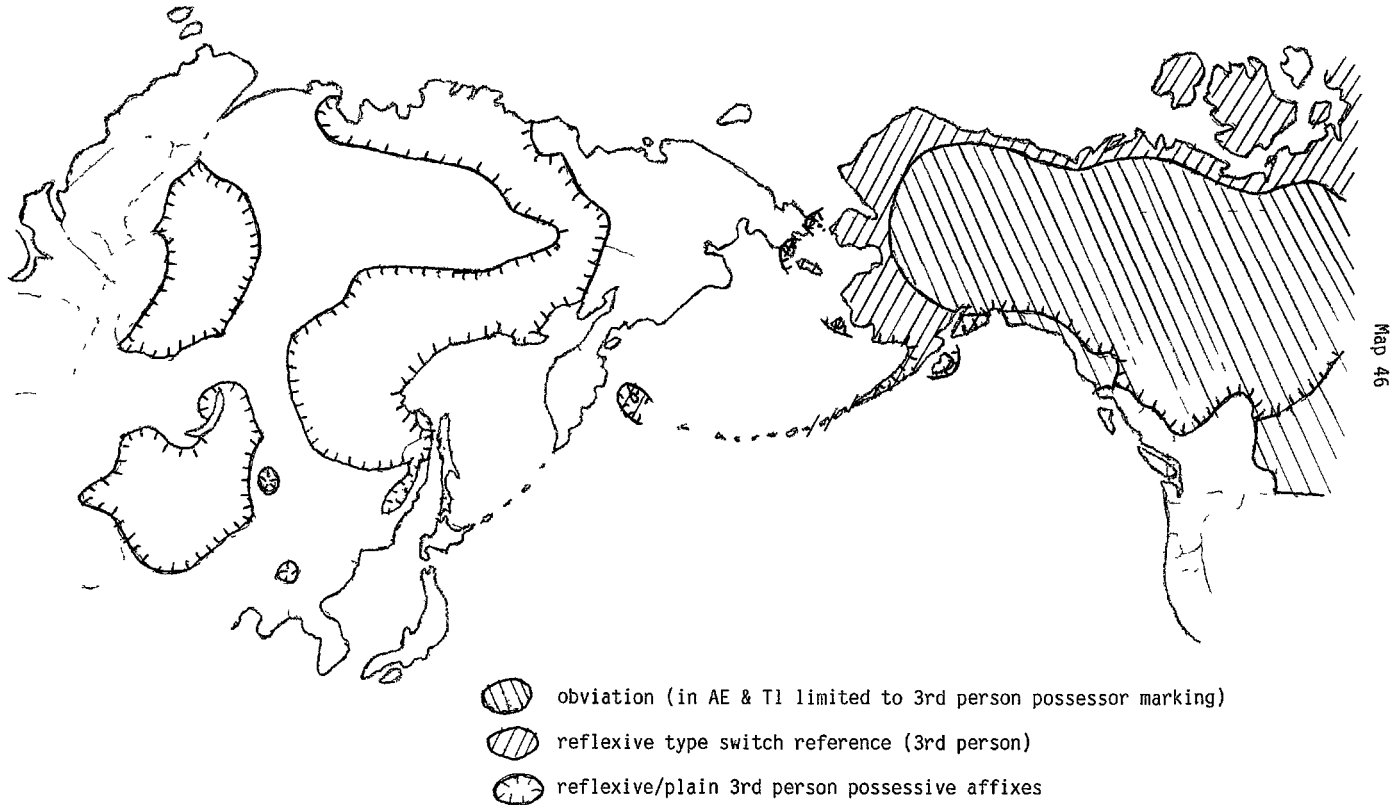 Map 46
obviation (in AE & Tl limited to 3rd person possessor marking)
reflexive type switch reference (3rd person)
reflexive/plain 3rd person possessive affixes